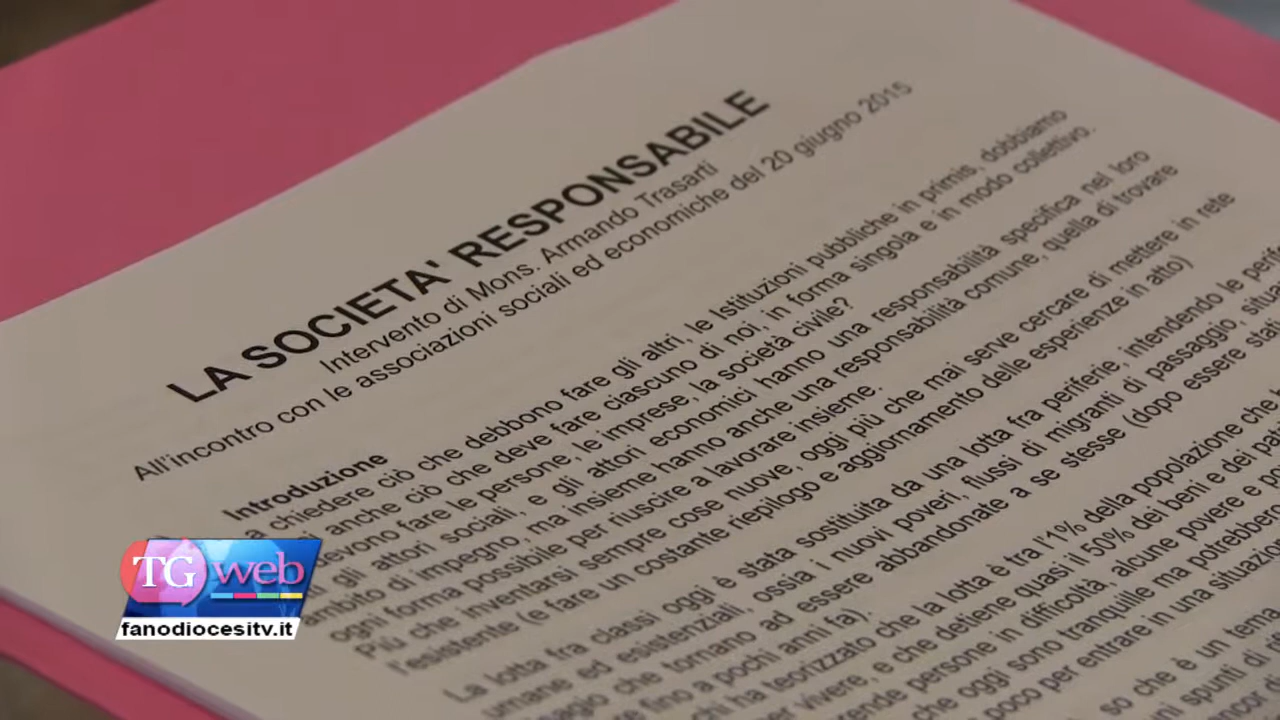 LA SOCIETA' RESPONSABILE
Intervento di Mons. Armando Trasarti
All'incontro con le associazioni sociali ed economiche del 20 giugno 2015
Introduzione
a chiedere ciò che debbono fare gli altri, le Istituzioni pubbliche in primis, dobbiamo
anche ciò che deve fare ciascuno di noi, in forma singola e in modo collettivo.
devono fare le persone, le imprese, la società civile?
gli attori sociali, e gli attori economici hanno una responsabilità specifica nel loro
ambito di impegno, ma insieme hanno anche una responsabilità comune, quella di trovare
ogni forma possibile per riuscire a lavorare insieme.
Più che inventarsi sempre cose nuove, oggi più che mai serve cercare di mettere in rete
l'esistente (e fare un costante riepilogo e aggiornamento delle esperienze in atto)
La lotta fra classi oggi è stata sostituita da una lotta fra periferie, intendendo le
umane ed esistenziali, ossia i nuovi poveri, flussi di migranti di passaggio,
che tornano ad essere abbandonate a se stesse (dopo essere
fino a pochi anni fa).
chi ha teorizzato che la lotta è tra l'1% della popolazione che
per vivere, e che detiene quasi il 50% dei beni e dei
persone in difficoltà, alcune povere e
che oggi sono tranquille ma potrebbero
poco per entrare in una
so che è un tema
spunti di
TG web
fanodiocesitv.it